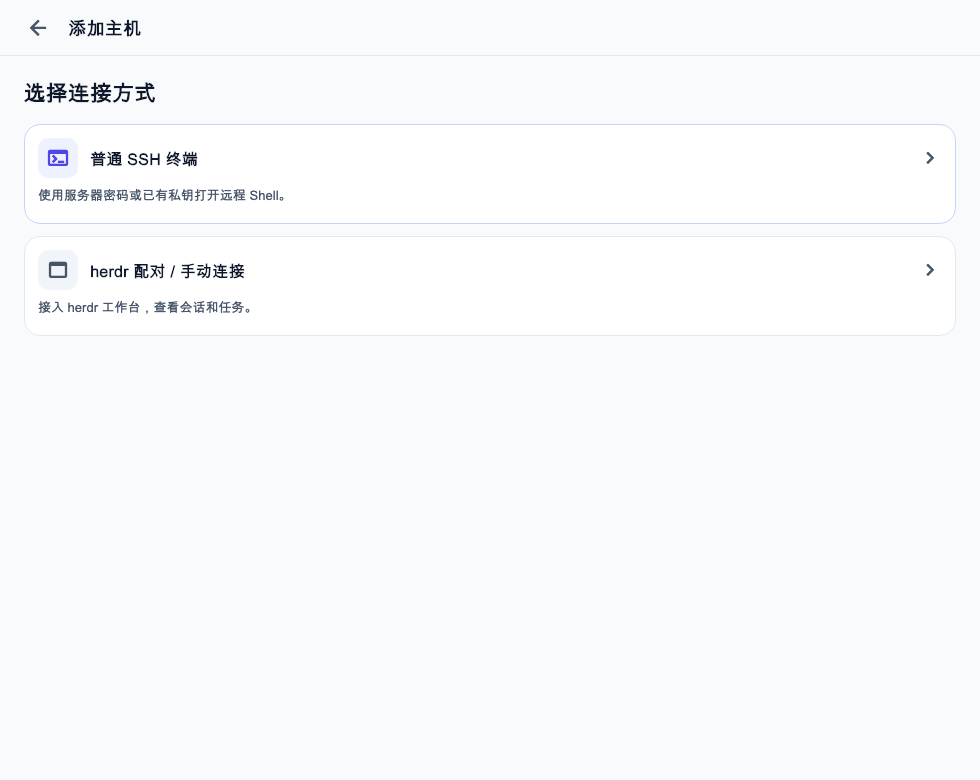 添加主机
选择连接方式
普通 SSH 终端
使用服务器密码或已有私钥打开远程 Shell。
herdr 配对 / 手动连接
接入 herdr 工作台，查看会话和任务。